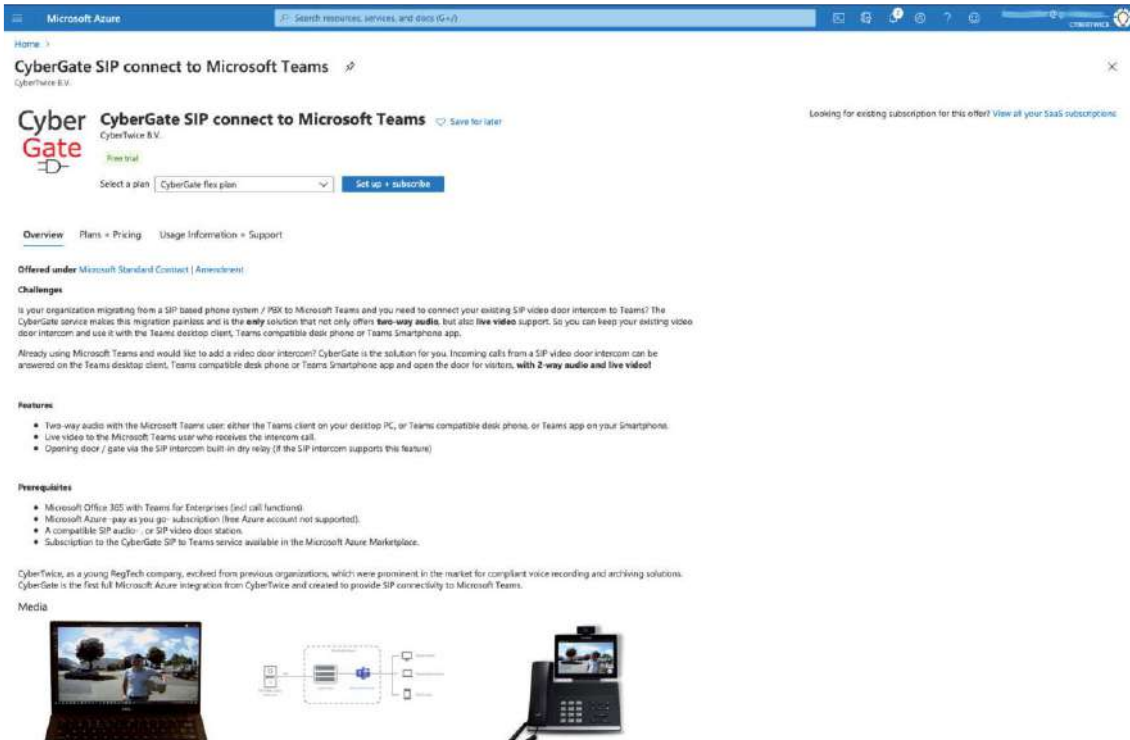 Microsoft Azure
Search resources, services, and docs (G+/)
CYBERTWICE
Home >
CyberGate SIP connect to Microsoft Teams
CyberTwice B.V.
Cyber
Gate
CyberGate SIP connect to Microsoft Teams
Save for later
CyberTwice B.V.
Free trial
Select a plan
CyberGate flex plan
Set up + subscribe
Looking for existing subscription for this offer? View all your SaaS subscriptions
Overview
Plans + Pricing
Usage Information + Support
Offered under Microsoft Standard Contract | Amendment
Challenges
Is your organization migrating from a SIP based phone system / PBX to Microsoft Teams and you need to connect your existing SIP video door intercom to Teams? The
CyberGate service makes this migration painless and is the only solution that not only offers two-way audio, but also live video support. So you can keep your existing video
door intercom and use it with the Teams desktop client, Teams compatible desk phone or Teams Smartphone app.
Already using Microsoft Teams and would like to add a video door intercom? CyberGate is the solution for you. Incoming calls from a SIP video door intercom can be
answered on the Teams desktop client, Teams compatible desk phone or Teams Smartphone app and open the door for visitors, with 2-way audio and live video!
Features
• Two-way audio with the Microsoft Teams user: either the Teams client on your desktop PC, or Teams compatible desk phone, or Teams app on your Smartphone.
• Live video to the Microsoft Teams user who receives the intercom call.
• Opening door / gate via the SIP intercom built-in dry relay (if the SIP intercom supports this feature)
Prerequisites
• Microsoft Office 365 with Teams for Enterprises (incl call functions).
• Microsoft Azure -pay as you go- subscription (free Azure account not supported).
• A compatible SIP audio- , or SIP video door station.
• Subscription to the CyberGate SIP to Teams service available in the Microsoft Azure Marketplace.
CyberTwice, as a young RegTech company, evolved from previous organizations, which were prominent in the market for compliant voice recording and archiving solutions.
CyberGate is the first full Microsoft Azure integration from CyberTwice and created to provide SIP connectivity to Microsoft Teams.
Media